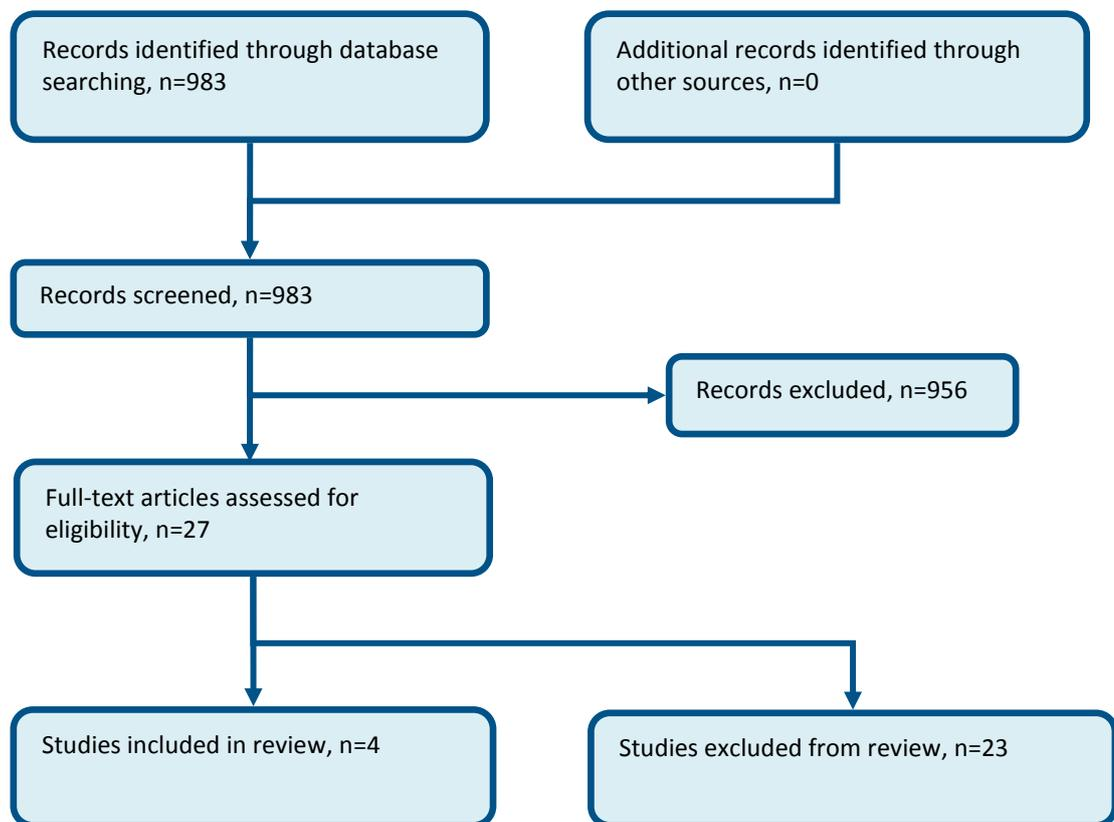 Records identified through database
searching, n=983
Additional records identified through
other sources, n=0
Records screened, n=983
Records excluded, n=956
Full-text articles assessed for
eligibility, n=27
Studies included in review, n=4
Studies excluded from review, n=23